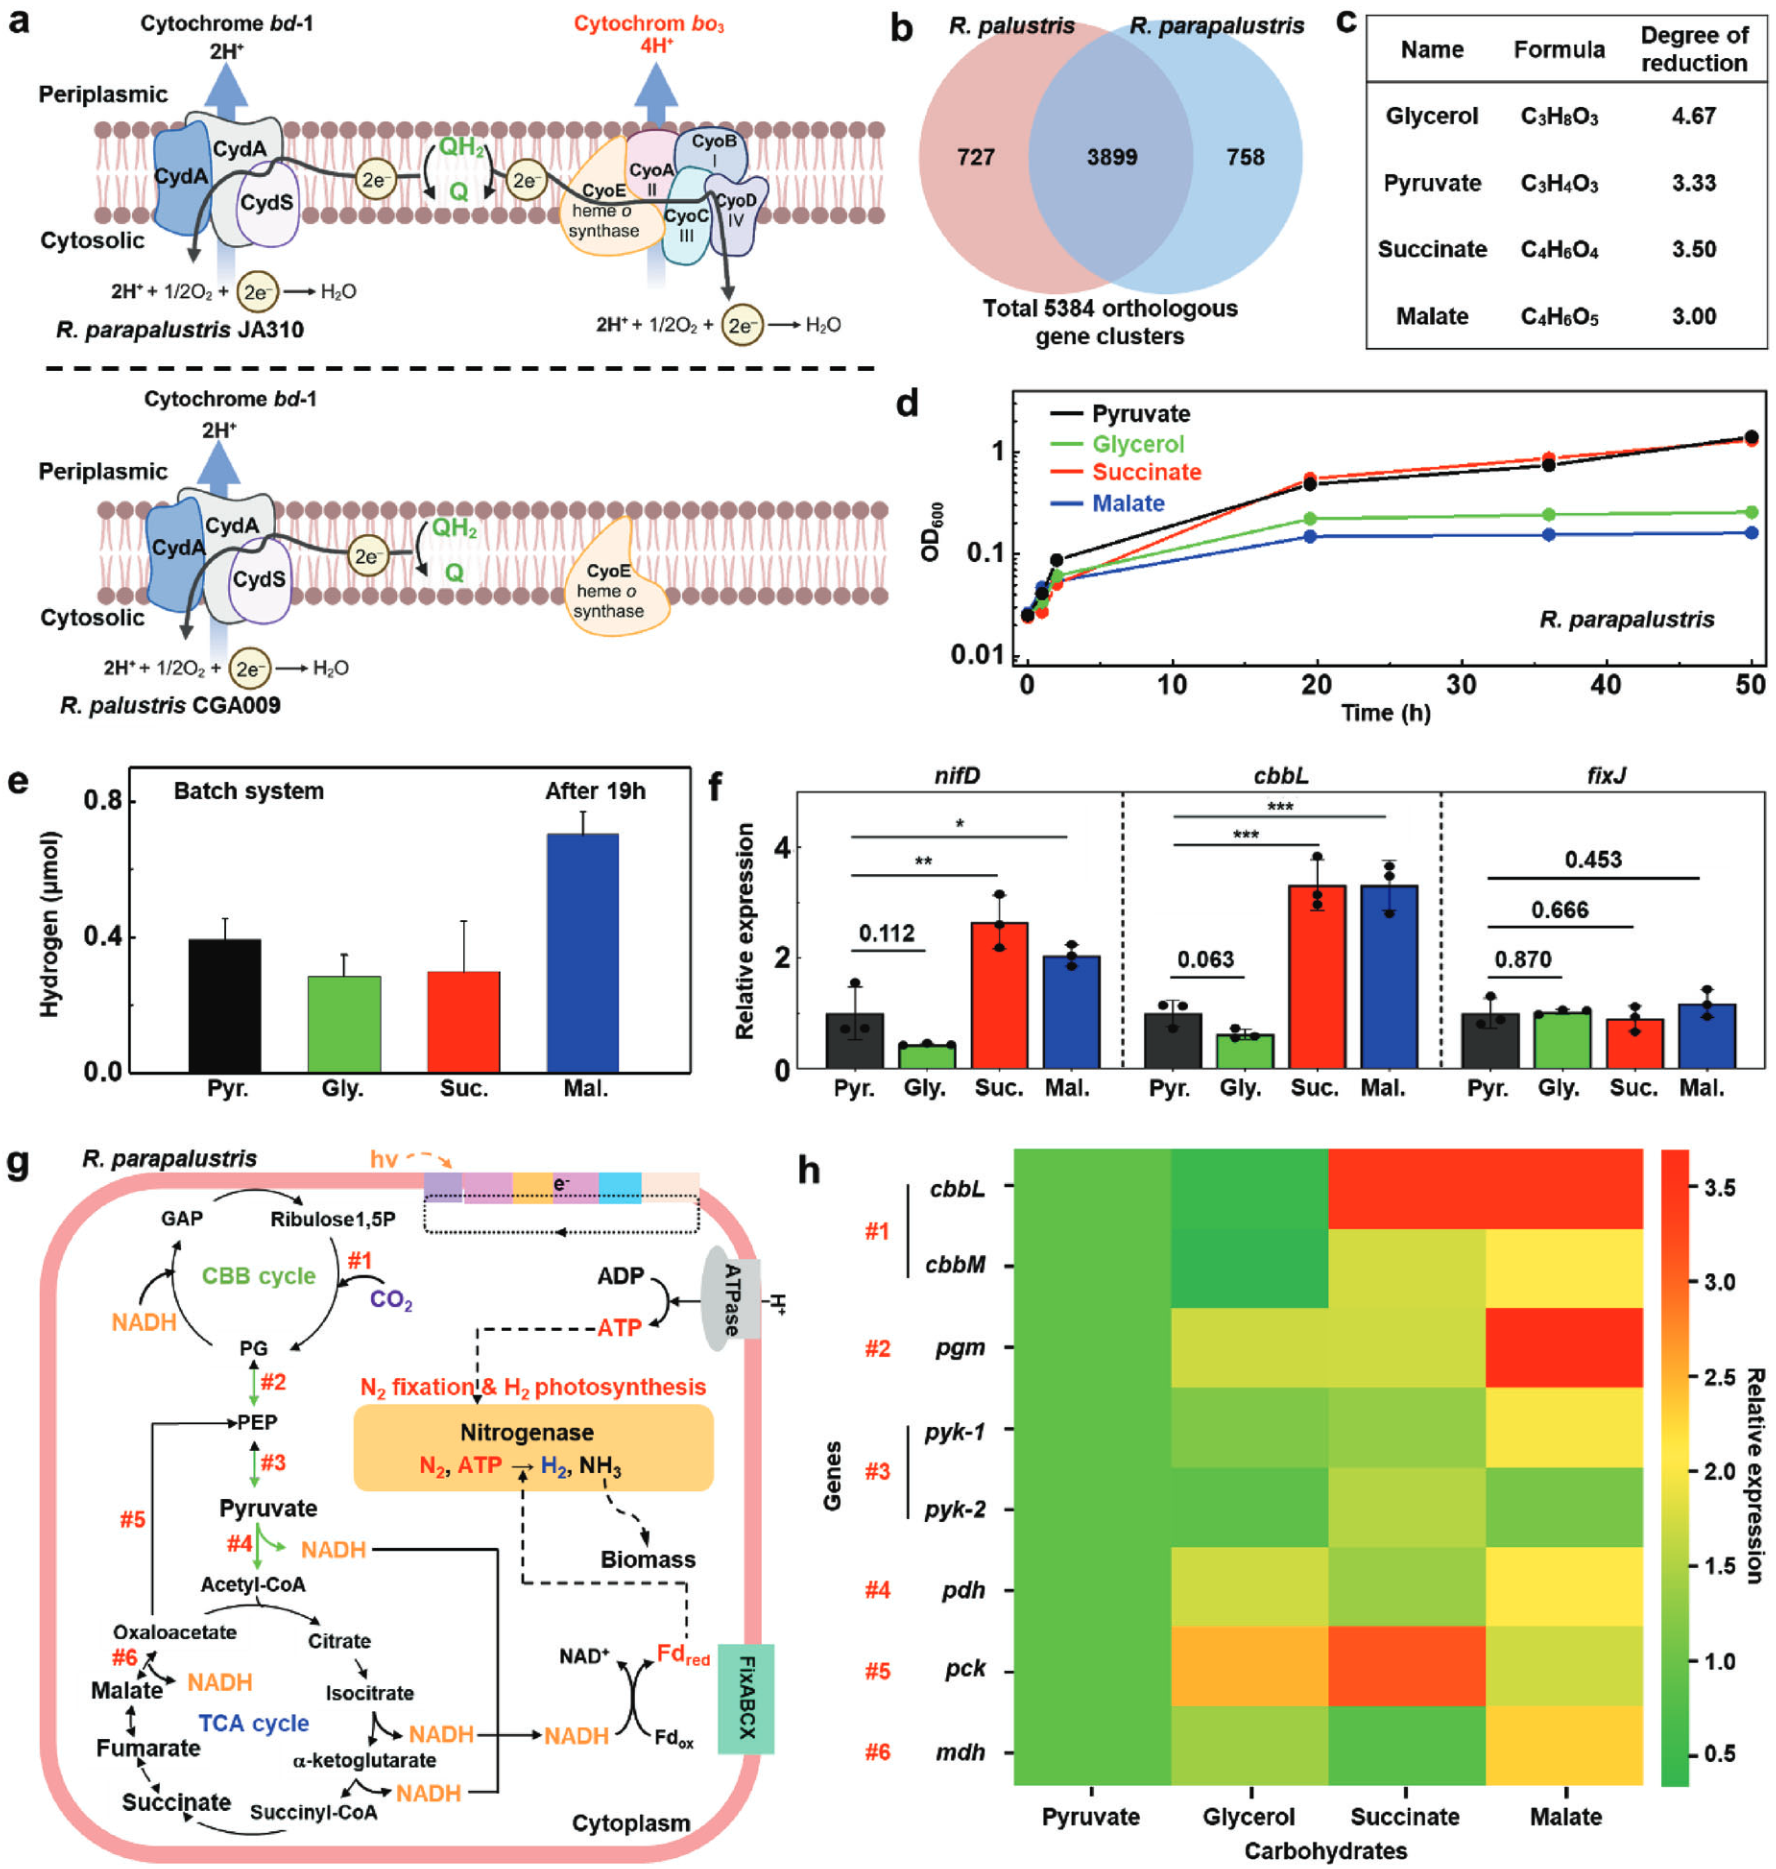 a
Cytochrome bd-1
2H⁺
Cytochrom bo₃
4H⁺
Periplasmic
CydA
CydA
CydS
2e⁻
QH₂
Q
2e⁻
CyoE
heme o
synthase
CyoA
II
CyoB
I
CyoC
III
CyoD
IV
Cytosolic
2H⁺ + 1/2O₂ + 2e⁻ → H₂O
R. parapalustris JA310
2H⁺ + 1/2O₂ + 2e⁻ → H₂O
Cytochrome bd-1
2H⁺
Periplasmic
CydA
CydA
CydS
2e⁻
QH₂
Q
CyoE
heme o
synthase
Cytosolic
2H⁺ + 1/2O₂ + 2e⁻ → H₂O
R. palustris CGA009
b
R. palustris R. parapalustris
727 3899 758
Total 5384 orthologous
gene clusters
c
Name Formula Degree of
reduction
Glycerol C₃H₈O₃ 4.67
Pyruvate C₃H₄O₃ 3.33
Succinate C₄H₆O₄ 3.50
Malate C₄H₆O₅ 3.00
d
Pyruvate
Glycerol
Succinate
Malate
OD₆₀₀
1
0.1
0.01
R. parapalustris
0 10 20 30 40 50
Time (h)
e
Batch system After 19h
Hydrogen (µmol)
0.8
0.4
0.0
Pyr. Gly. Suc. Mal.
f
nifD cbbL fixJ
Relative expression
4
2
0
*
**
0.112
***
***
0.063
0.453
0.666
0.870
Pyr. Gly. Suc. Mal. Pyr. Gly. Suc. Mal. Pyr. Gly. Suc. Mal.
g
R. parapalustris
hv
e⁻
GAP
Ribulose1,5P
CBB cycle
#1
CO₂
NADH
PG
#2
PEP
#3
Pyruvate
#4
NADH
#5
Acetyl-CoA
Oxaloacetate
Citrate
#6
NADH
Malate
Isocitrate
TCA cycle
NADH
Fumarate
α-ketoglutarate
NADH
Succinate
Succinyl-CoA
ADP
ATP
ATPase
H⁺
N₂ fixation & H₂ photosynthesis
Nitrogenase
N₂, ATP → H₂, NH₃
Biomass
NAD⁺
Fd red
NADH
Fd ox
FixABCX
Cytoplasm
h
Genes
#1
cbbL
cbbM
#2
pgm
#3
pyk-1
pyk-2
#4
pdh
#5
pck
#6
mdh
Pyruvate Glycerol Succinate Malate
Carbohydrates
3.5
3.0
2.5
2.0
1.5
1.0
0.5
Relative expression